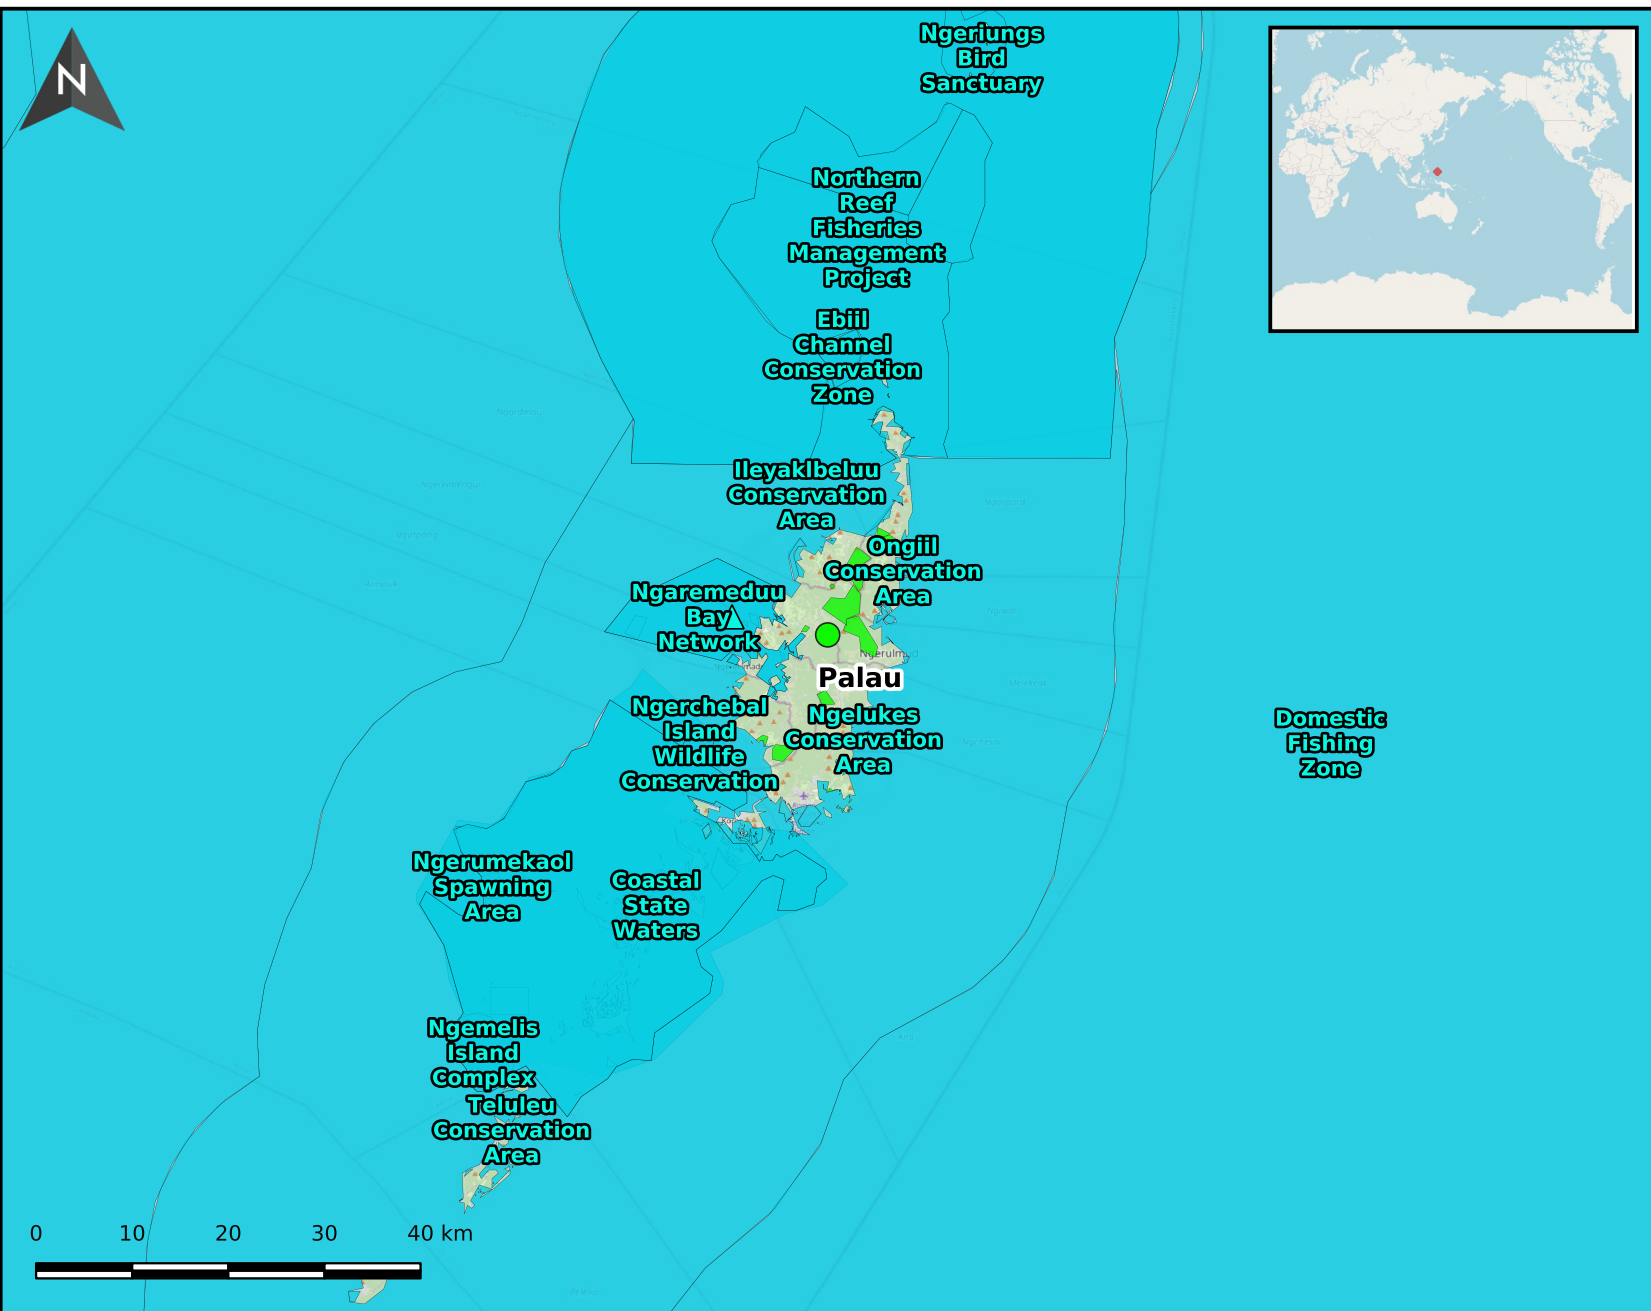 N
Ngeriungs
Bird
Sanctuary
Northern
Reef
Fisheries
Management
Project
Ebiil
Channel
Conservation
Zone
Ileyaklbeluu
Conservation
Area
Ongiil
Conservation
Area
Ngaremeduu
Bay
Network
Ngerulmud
Palau
Ngerchebal
Island
Wildlife
Conservation
Ngelukes
Conservation
Area
Domestic
Fishing
Zone
Ngerumekaol
Spawning
Area
Coastal
State
Waters
Ngemelis
Island
Complex
Teluleu
Conservation
Area
0 10 20 30 40 km